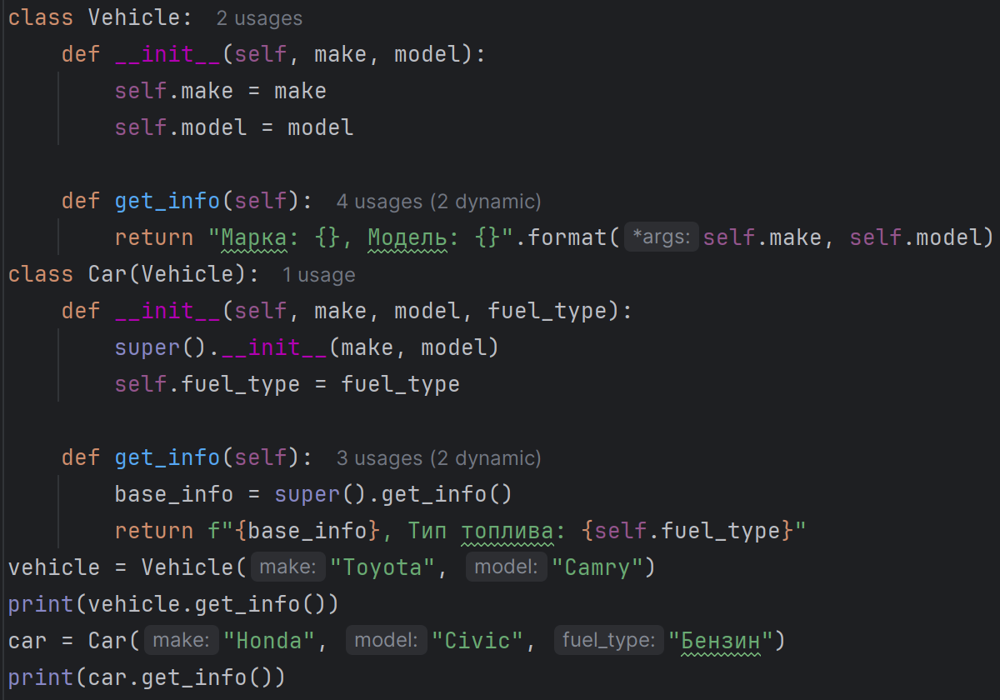 class Vehicle:  2 usages
    def __init__(self, make, model):
        self.make = make
        self.model = model

    def get_info(self):  4 usages (2 dynamic)
        return "Марка: {}, Модель: {}".format( *args: self.make, self.model)
class Car(Vehicle):  1 usage
    def __init__(self, make, model, fuel_type):
        super().__init__(make, model)
        self.fuel_type = fuel_type

    def get_info(self):  3 usages (2 dynamic)
        base_info = super().get_info()
        return f"{base_info}, Тип топлива: {self.fuel_type}"
vehicle = Vehicle( make: "Toyota",  model: "Camry")
print(vehicle.get_info())
car = Car( make: "Honda",  model: "Civic",  fuel_type: "Бензин")
print(car.get_info())